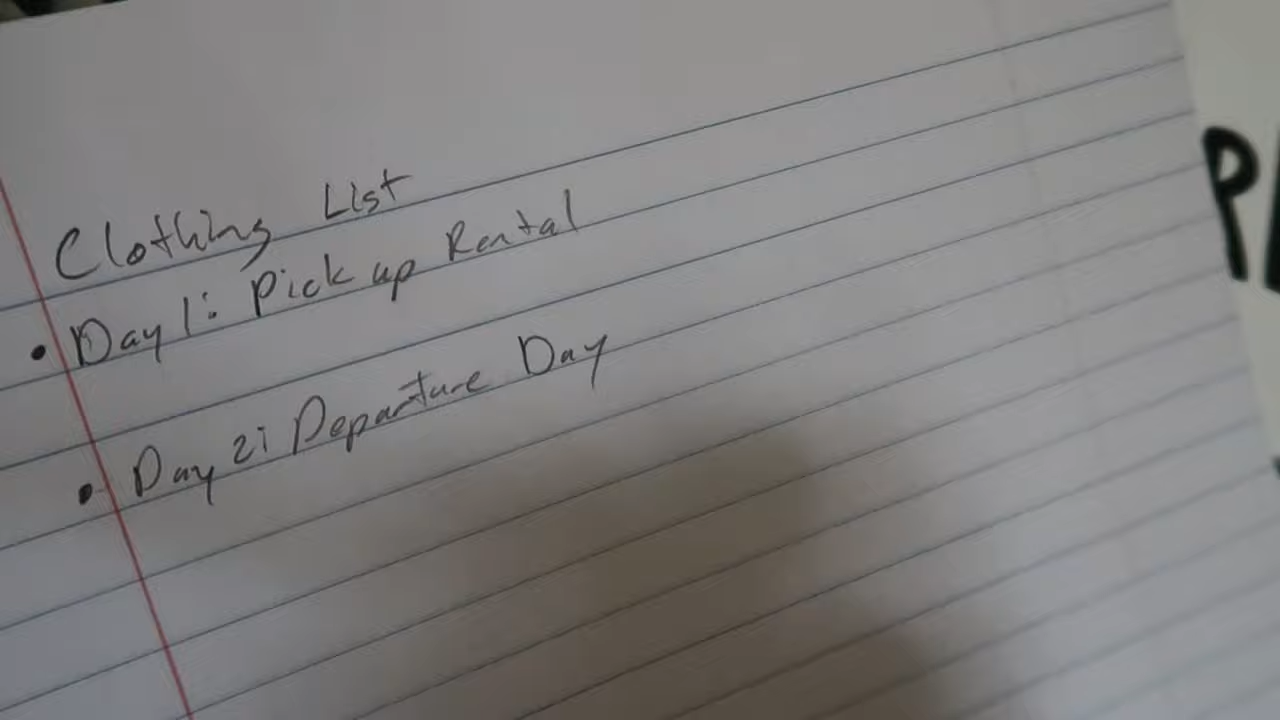 Clothing List
• Day 1: Pick up Rental
• Day 2: Departure Day
P